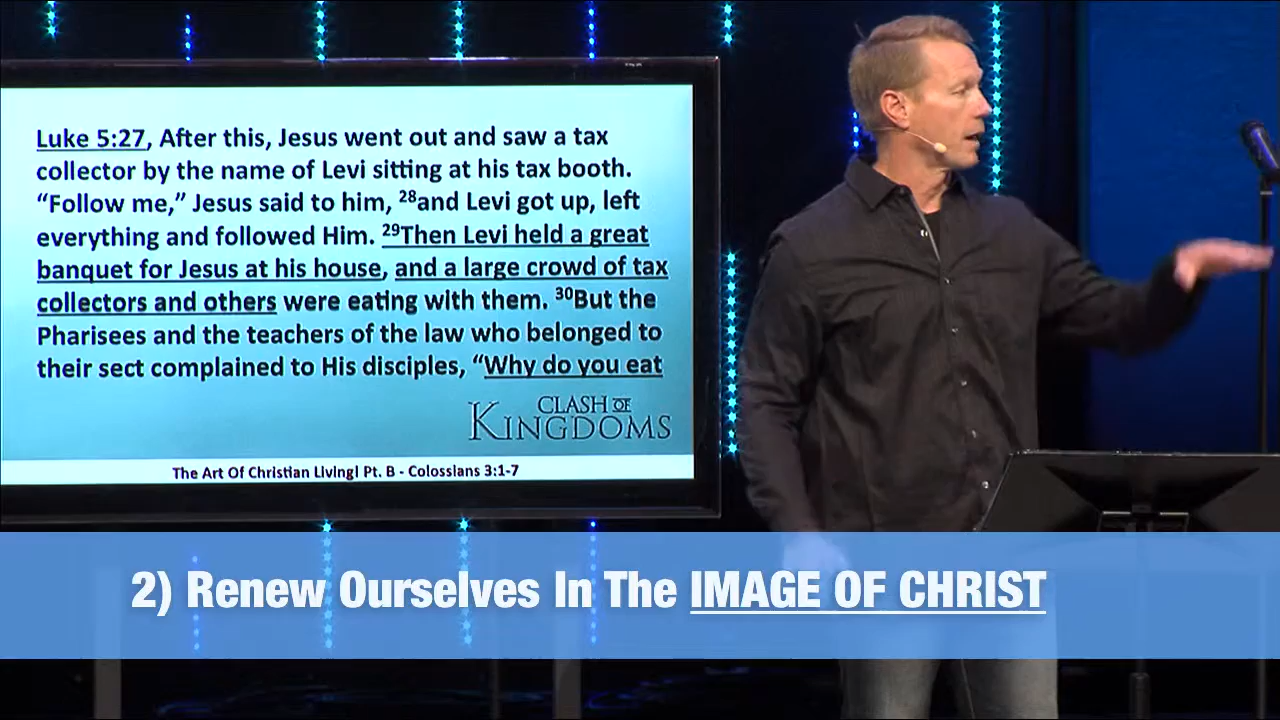 Luke 5:27, After this, Jesus went out and saw a tax
collector by the name of Levi sitting at his tax booth.
“Follow me,” Jesus said to him, 28and Levi got up, left
everything and followed Him. 29Then Levi held a great
banquet for Jesus at his house, and a large crowd of tax
collectors and others were eating with them. 30But the
Pharisees and the teachers of the law who belonged to
their sect complained to His disciples, “Why do you eat
CLASH OF
KINGDOMS
The Art Of Christian Living| Pt. B - Colossians 3:1-7
2) Renew Ourselves In The IMAGE OF CHRIST